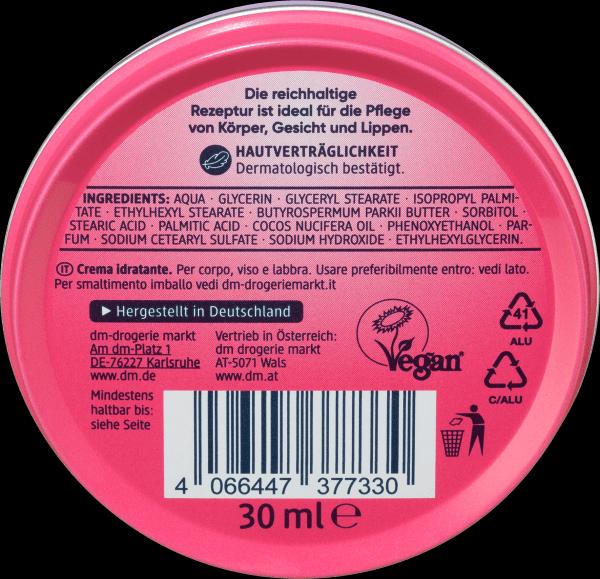 Die reichhaltige
Rezeptur ist ideal für die Pflege
von Körper, Gesicht und Lippen.
HAUTVERTRÄGLICHKEIT
Dermatologisch bestätigt.
INGREDIENTS: AQUA · GLYCERIN · GLYCERYL STEARATE · ISOPROPYL PALMI-
TATE · ETHYLHEXYL STEARATE · BUTYROSPERMUM PARKII BUTTER · SORBITOL ·
STEARIC ACID · PALMITIC ACID · COCOS NUCIFERA OIL · PHENOXYETHANOL · PAR-
FUM · SODIUM CETEARYL SULFATE · SODIUM HYDROXIDE · ETHYLHEXYLGLYCERIN.
IT Crema idratante. Per corpo, viso e labbra. Usare preferibilmente entro: vedi lato.
Per smaltimento imballo vedi dm-drogeriemarkt.it
Hergestellt in Deutschland
dm-drogerie markt
Am dm-Platz 1
DE-76227 Karlsruhe
www.dm.de
Vertrieb in Österreich:
dm drogerie markt
AT-5071 Wals
www.dm.at
Vegan
41
ALU
C/ALU
Mindestens
haltbar bis:
siehe Seite
4 066447 377330
30 ml e